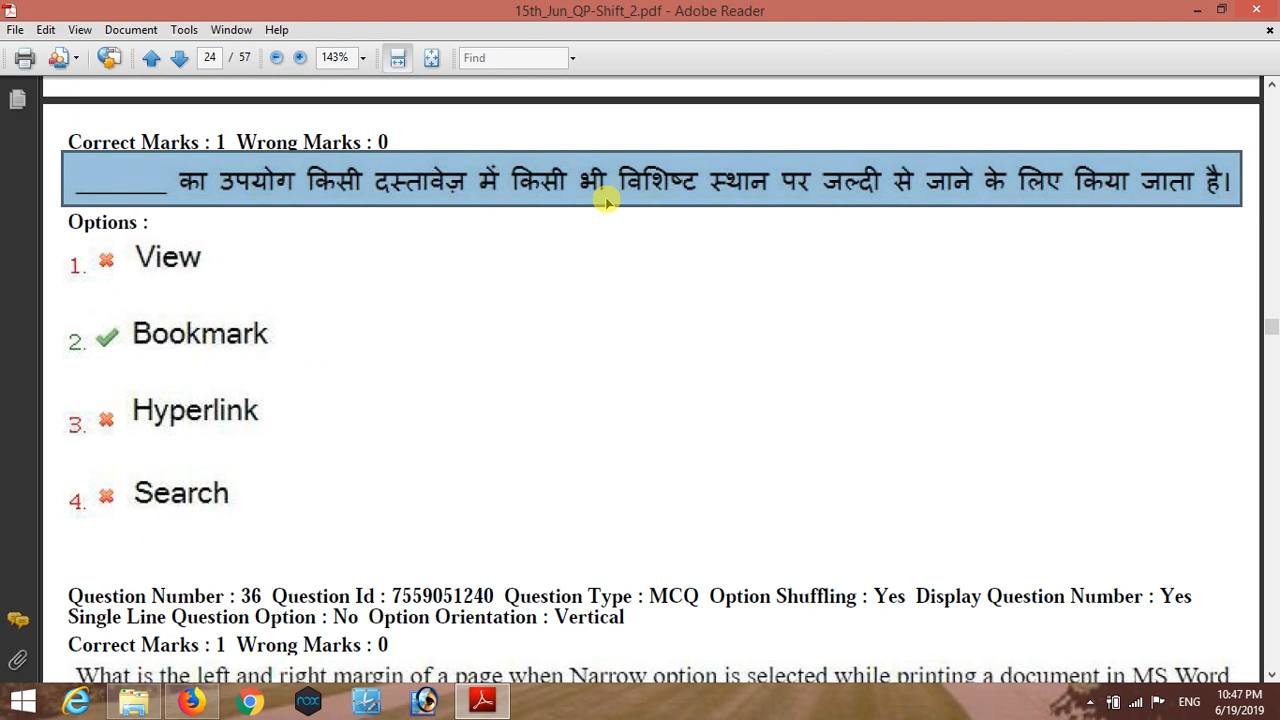 15th_Jun_QP-Shift_2.pdf - Adobe Reader
File Edit View Document Tools Window Help
24 / 57 143% Find
Correct Marks : 1 Wrong Marks : 0
_______ का उपयोग किसी दस्तावेज़ में किसी भी विशिष्ट स्थान पर जल्दी से जाने के लिए किया जाता है।
Options :
1. View
2. Bookmark
3. Hyperlink
4. Search
Question Number : 36 Question Id : 7559051240 Question Type : MCQ Option Shuffling : Yes Display Question Number : Yes
Single Line Question Option : No Option Orientation : Vertical
Correct Marks : 1 Wrong Marks : 0
What is the left and right margin of a page when Narrow option is selected while printing a document in MS Word
nox
ENG
10:47 PM
6/19/2019